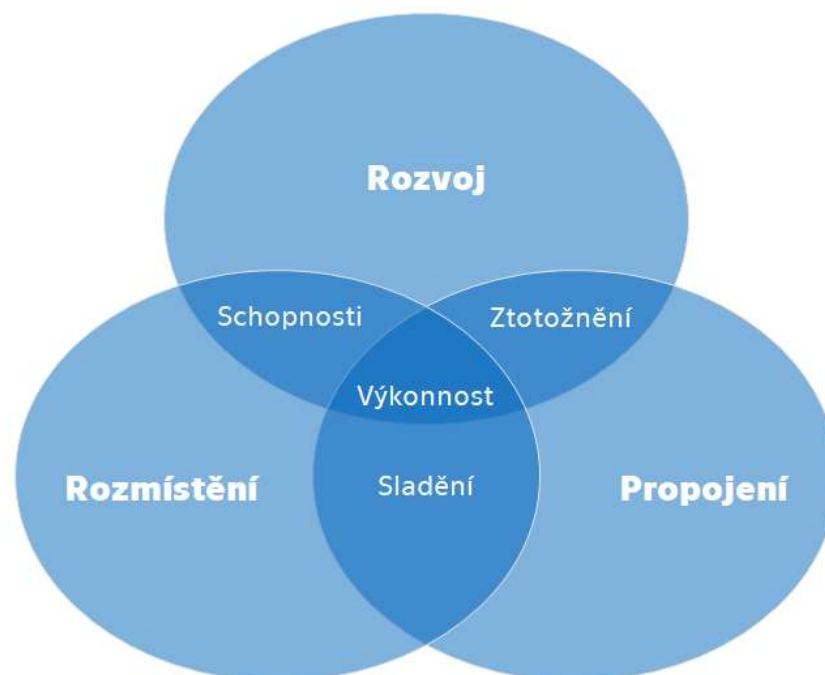 Rozvoj
Schopnosti
Ztotožnění
Výkonnost
Rozmístění
Sladění
Propojení